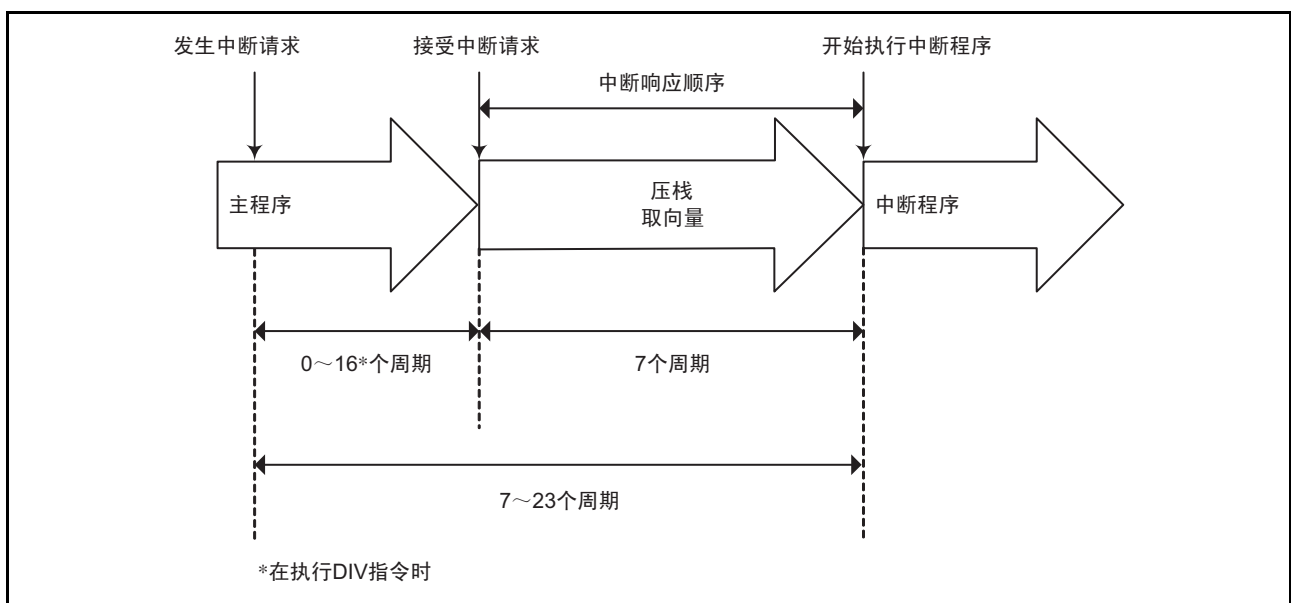 发生中断请求
接受中断请求
开始执行中断程序
中断响应顺序
主程序
压栈
取向量
中断程序
0～16*个周期
7个周期
7～23个周期
*在执行DIV指令时